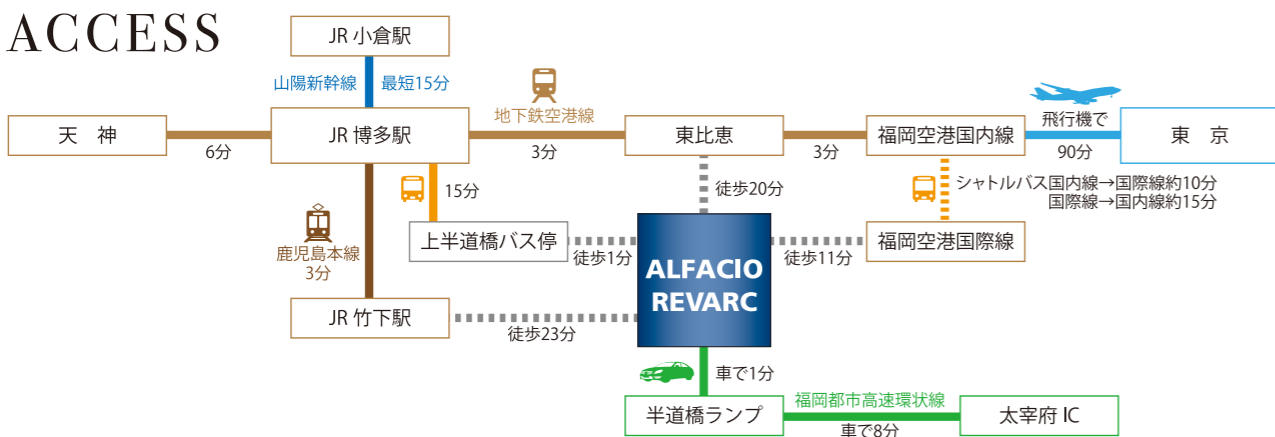 ACCESS
JR 小倉駅
山陽新幹線 最短15分
天 神
6分
JR 博多駅
地下鉄空港線
3分
東比恵
3分
福岡空港国内線
飛行機で
90分
東 京
15分
徒歩20分
シャトルバス国内線→国際線約10分
国際線→国内線約15分
鹿児島本線
3分
上半道橋バス停
徒歩1分
ALFACIO
REVARC
徒歩11分
福岡空港国際線
JR 竹下駅
徒歩23分
車で1分
半道橋ランプ
福岡都市高速環状線
車で8分
太宰府 IC